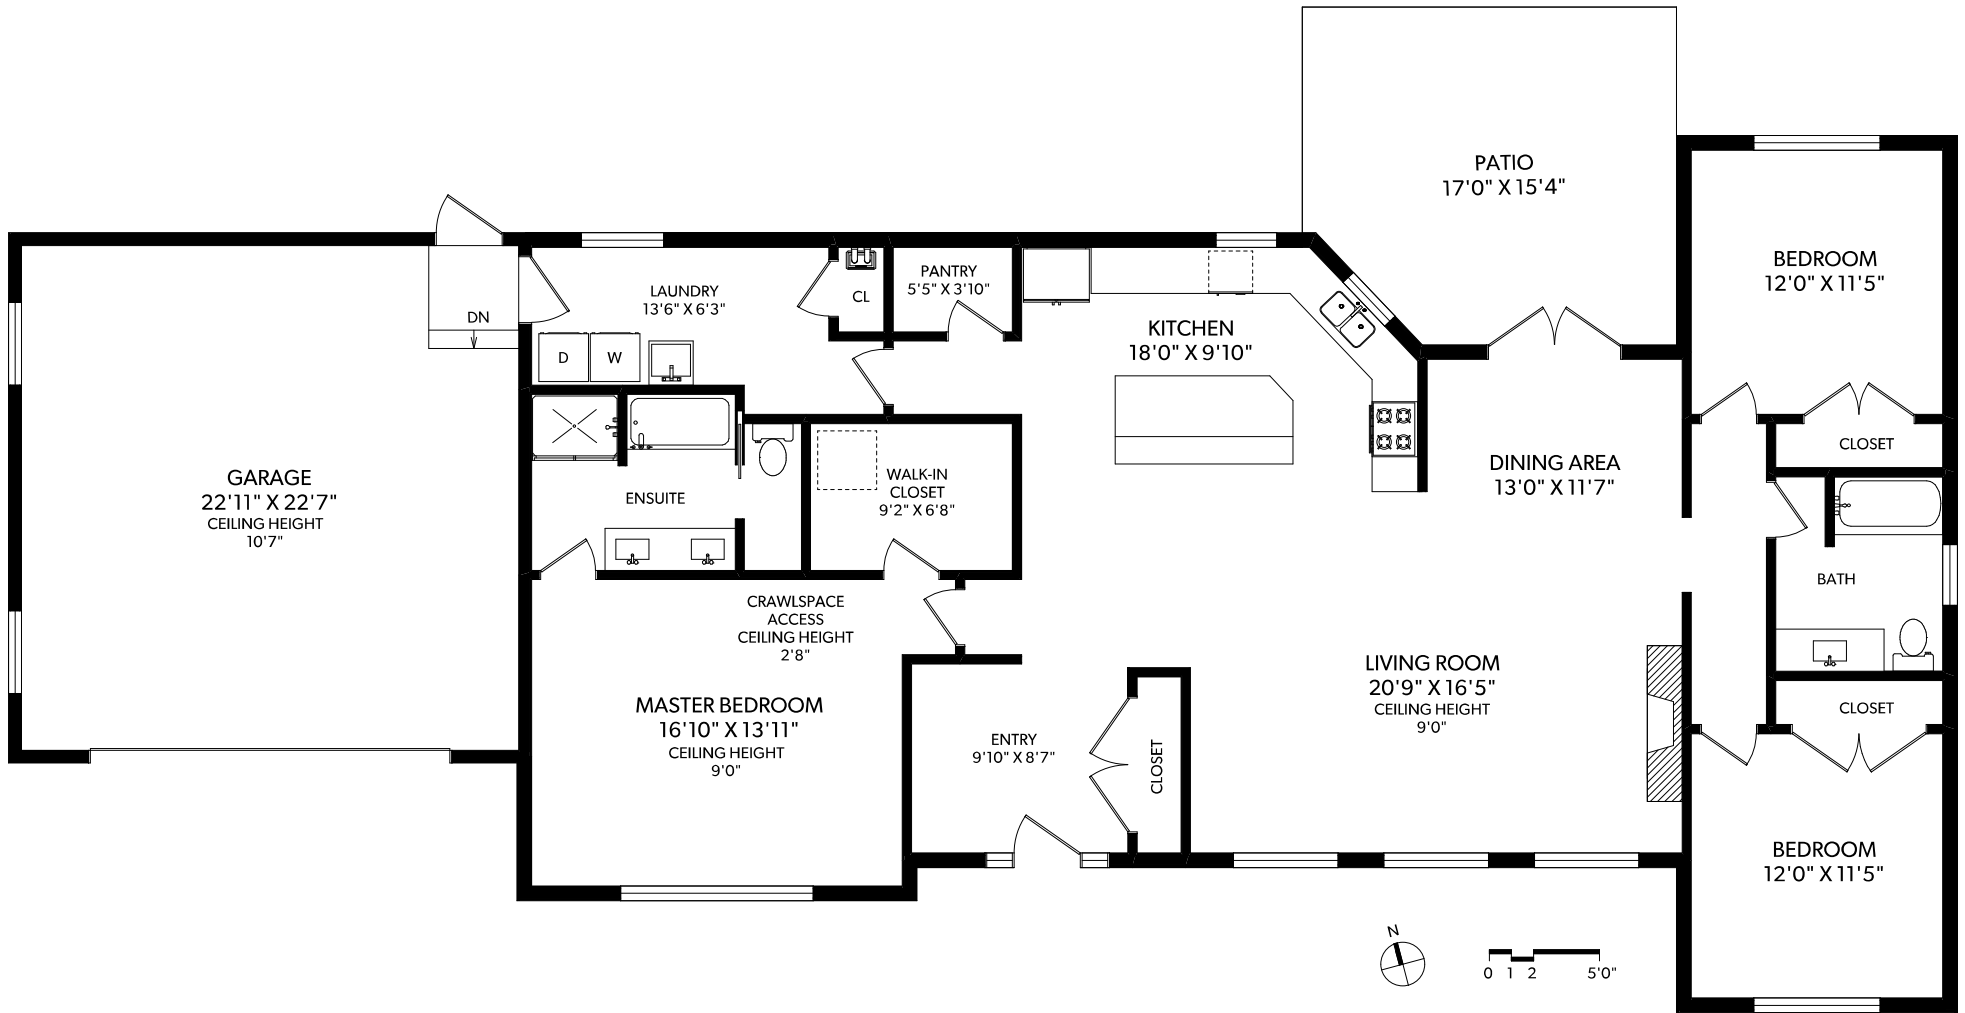 PATIO
17'0" X 15'4"
BEDROOM
12'0" X 11'5"
PANTRY
5'5" X 3'10"
LAUNDRY
13'6" X 6'3"
CL
DN
KITCHEN
18'0" X 9'10"
D
W
CLOSET
GARAGE
22'11" X 22'7"
CEILING HEIGHT
10'7"
ENSUITE
WALK-IN
CLOSET
9'2" X 6'8"
DINING AREA
13'0" X 11'7"
BATH
CRAWLSPACE
ACCESS
CEILING HEIGHT
2'8"
MASTER BEDROOM
16'10" X 13'11"
CEILING HEIGHT
9'0"
ENTRY
9'10" X 8'7"
CLOSET
LIVING ROOM
20'9" X 16'5"
CEILING HEIGHT
9'0"
CLOSET
BEDROOM
12'0" X 11'5"
N
0 1 2 5'0"